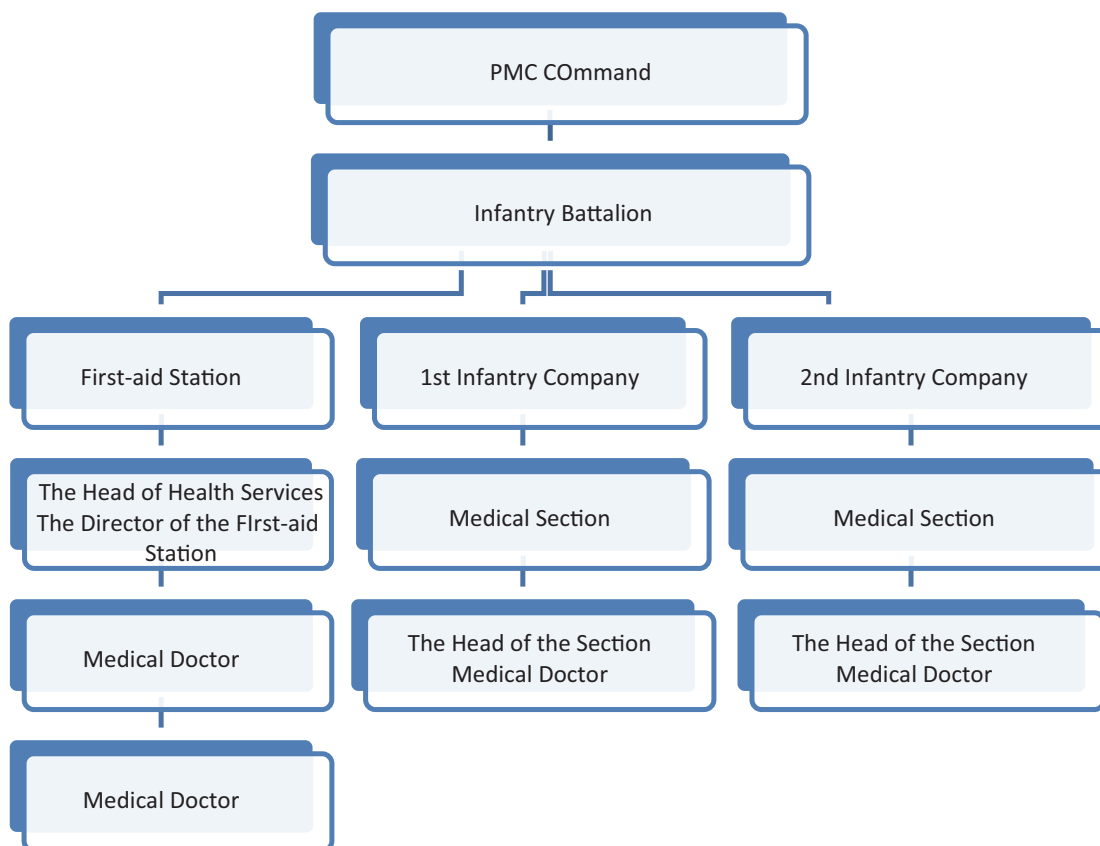 PMC COmmand
Infantry Battalion
First-aid Station
1st Infantry Company
2nd Infantry Company
The Head of Health Services
The Director of the FIrst-aid
Station
Medical Section
Medical Section
Medical Doctor
The Head of the Section
Medical Doctor
The Head of the Section
Medical Doctor
Medical Doctor